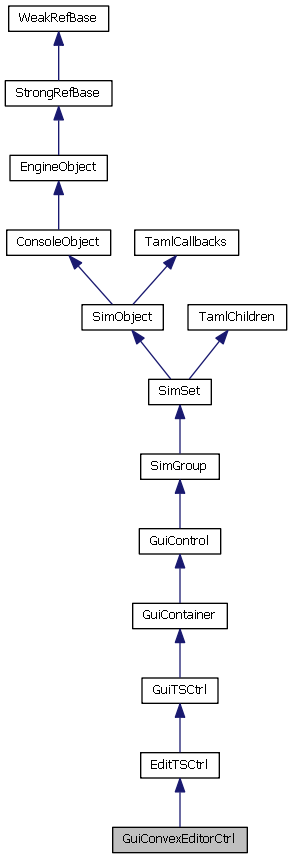 WeakRefBase
StrongRefBase
EngineObject
ConsoleObject
TamlCallbacks
SimObject
TamlChildren
SimSet
SimGroup
GuiControl
GuiContainer
GuiTSCtrl
EditTSCtrl
GuiConvexEditorCtrl